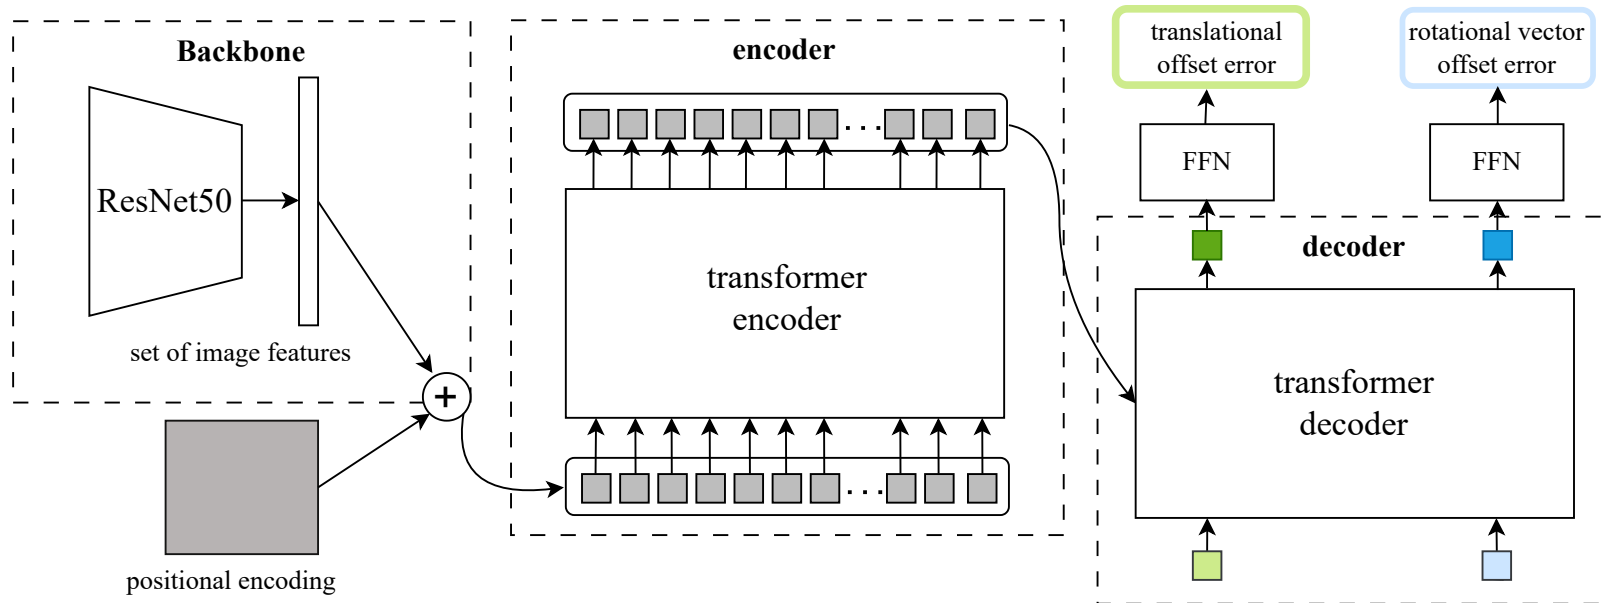 Backbone
ResNet50
set of image features
+
positional encoding
encoder
. . .
transformer
encoder
. . .
translational
offset error
rotational vector
offset error
FFN
FFN
decoder
transformer
decoder